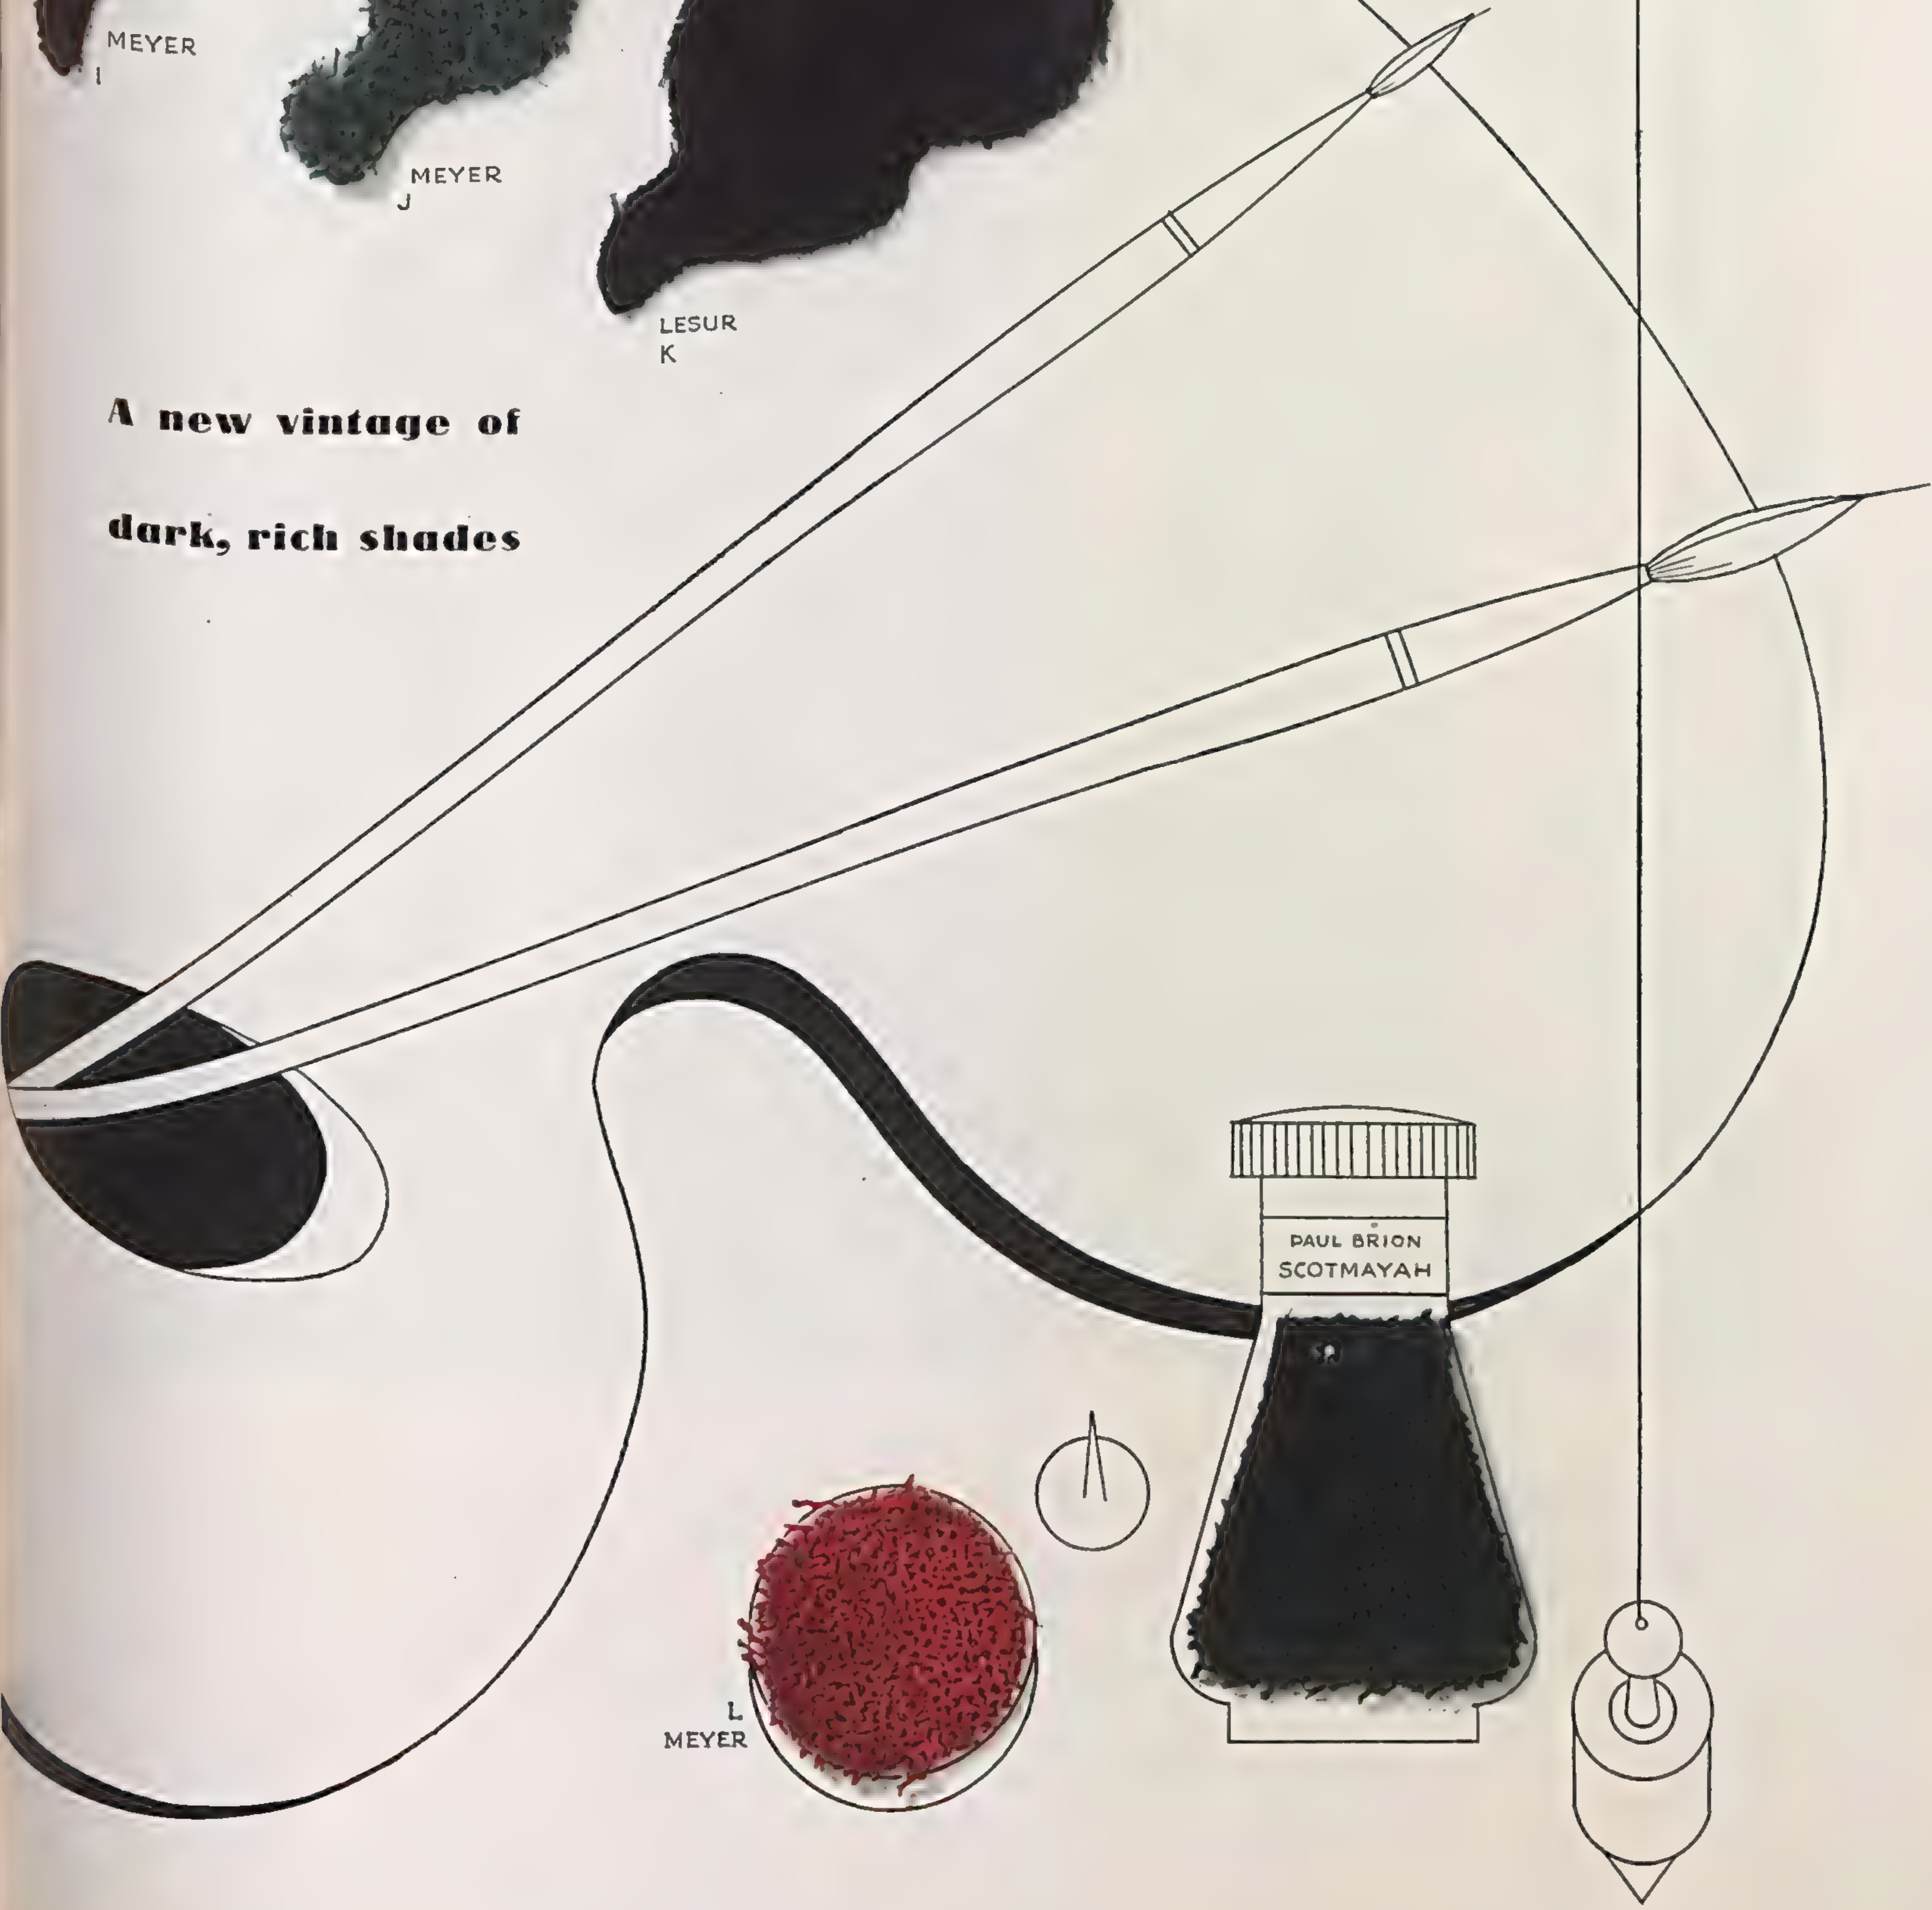 MEYER
I
MEYER
J
LESUR
K
A new vintage of
dark, rich shades
PAUL BRION
SCOTMAYAH
L
MEYER